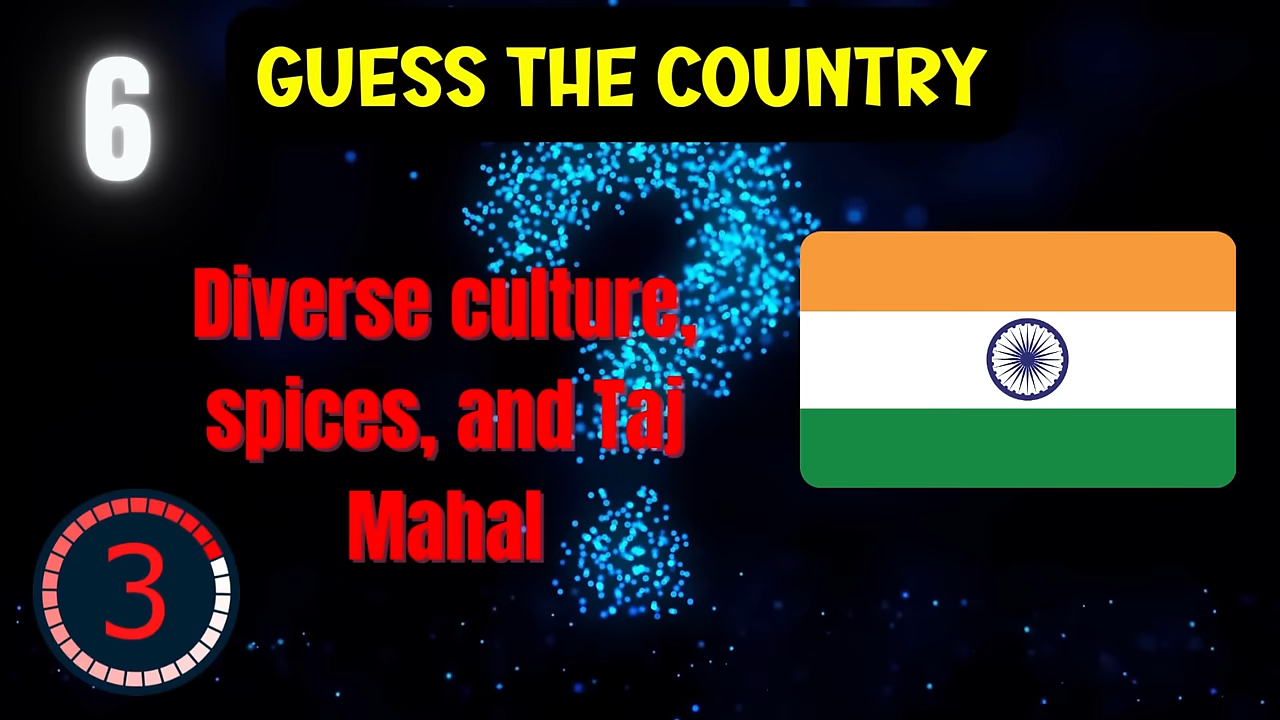 6
GUESS THE COUNTRY
Diverse culture,
spices, and Taj
Mahal
3